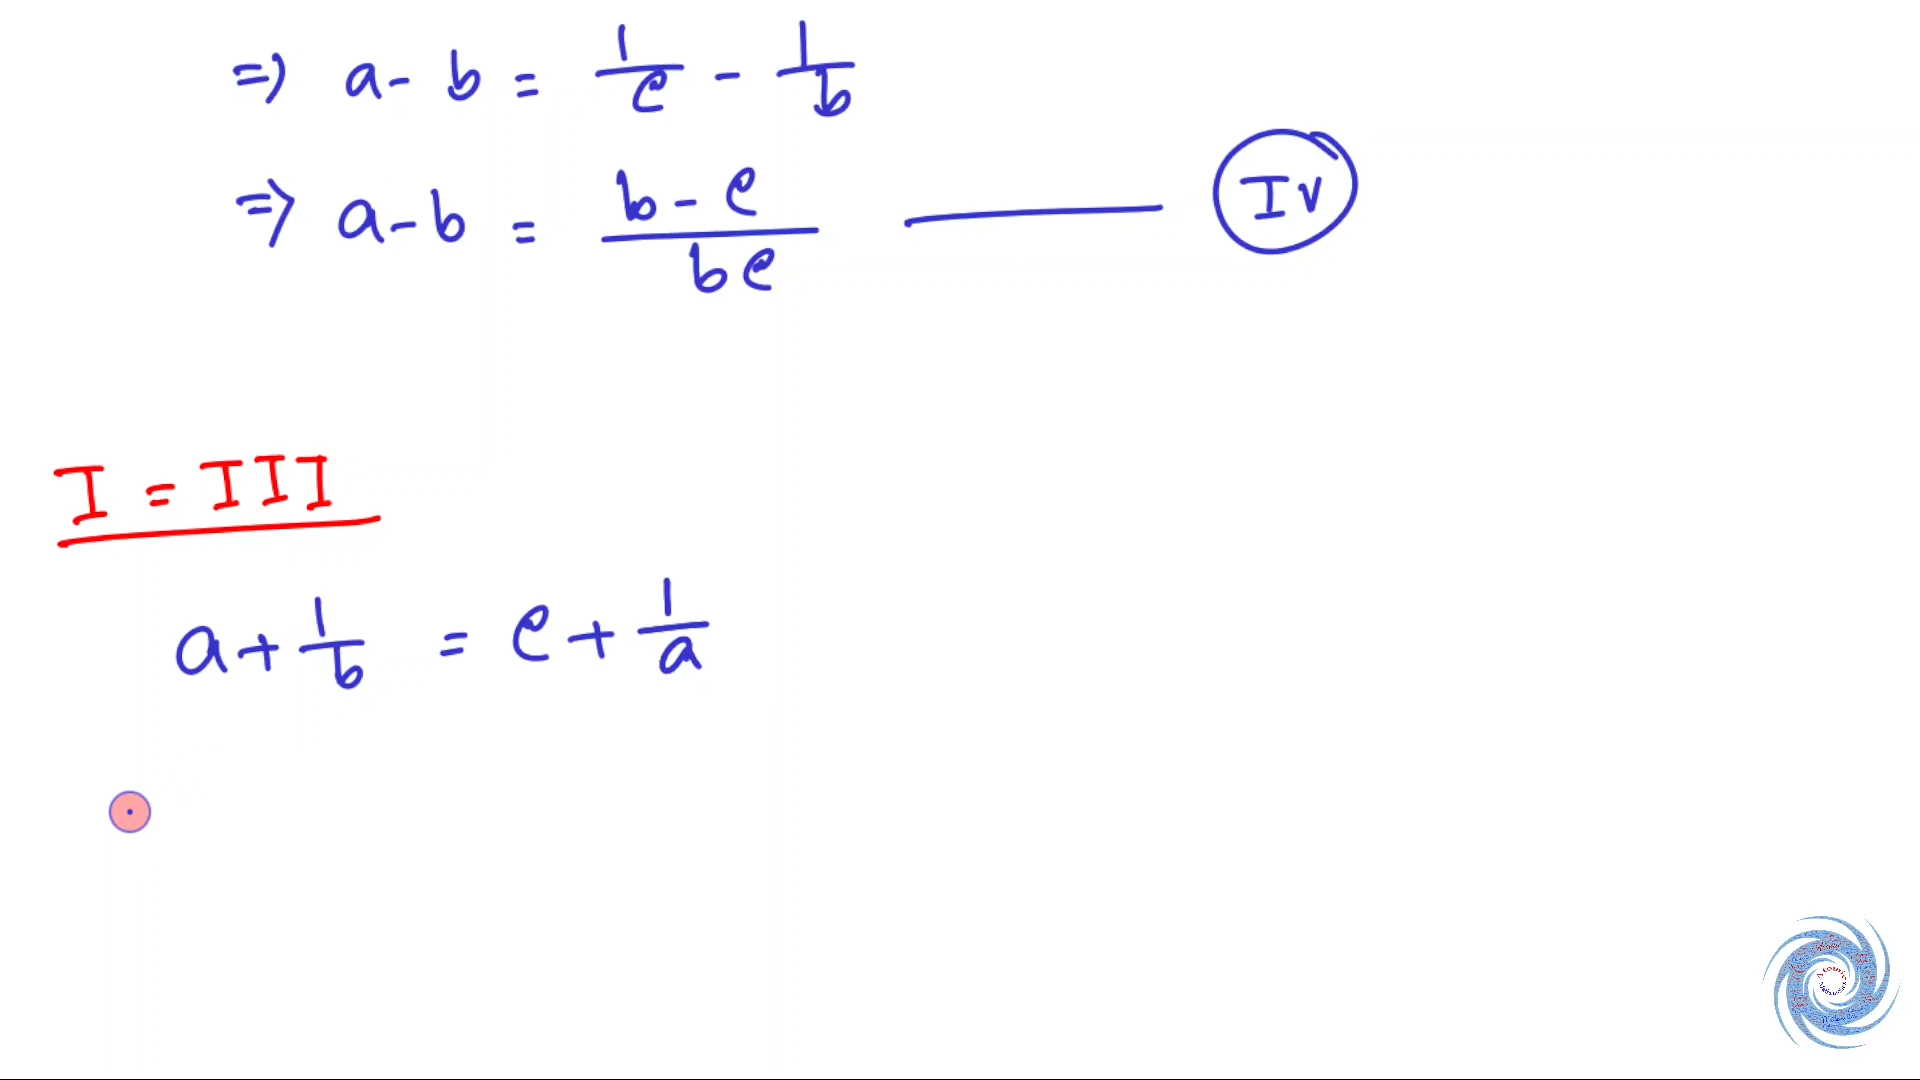 ⇒ a - b = 1/c - 1/b
⇒ a - b = b - c / bc ——— IV
I = III
a + 1/b = c + 1/a